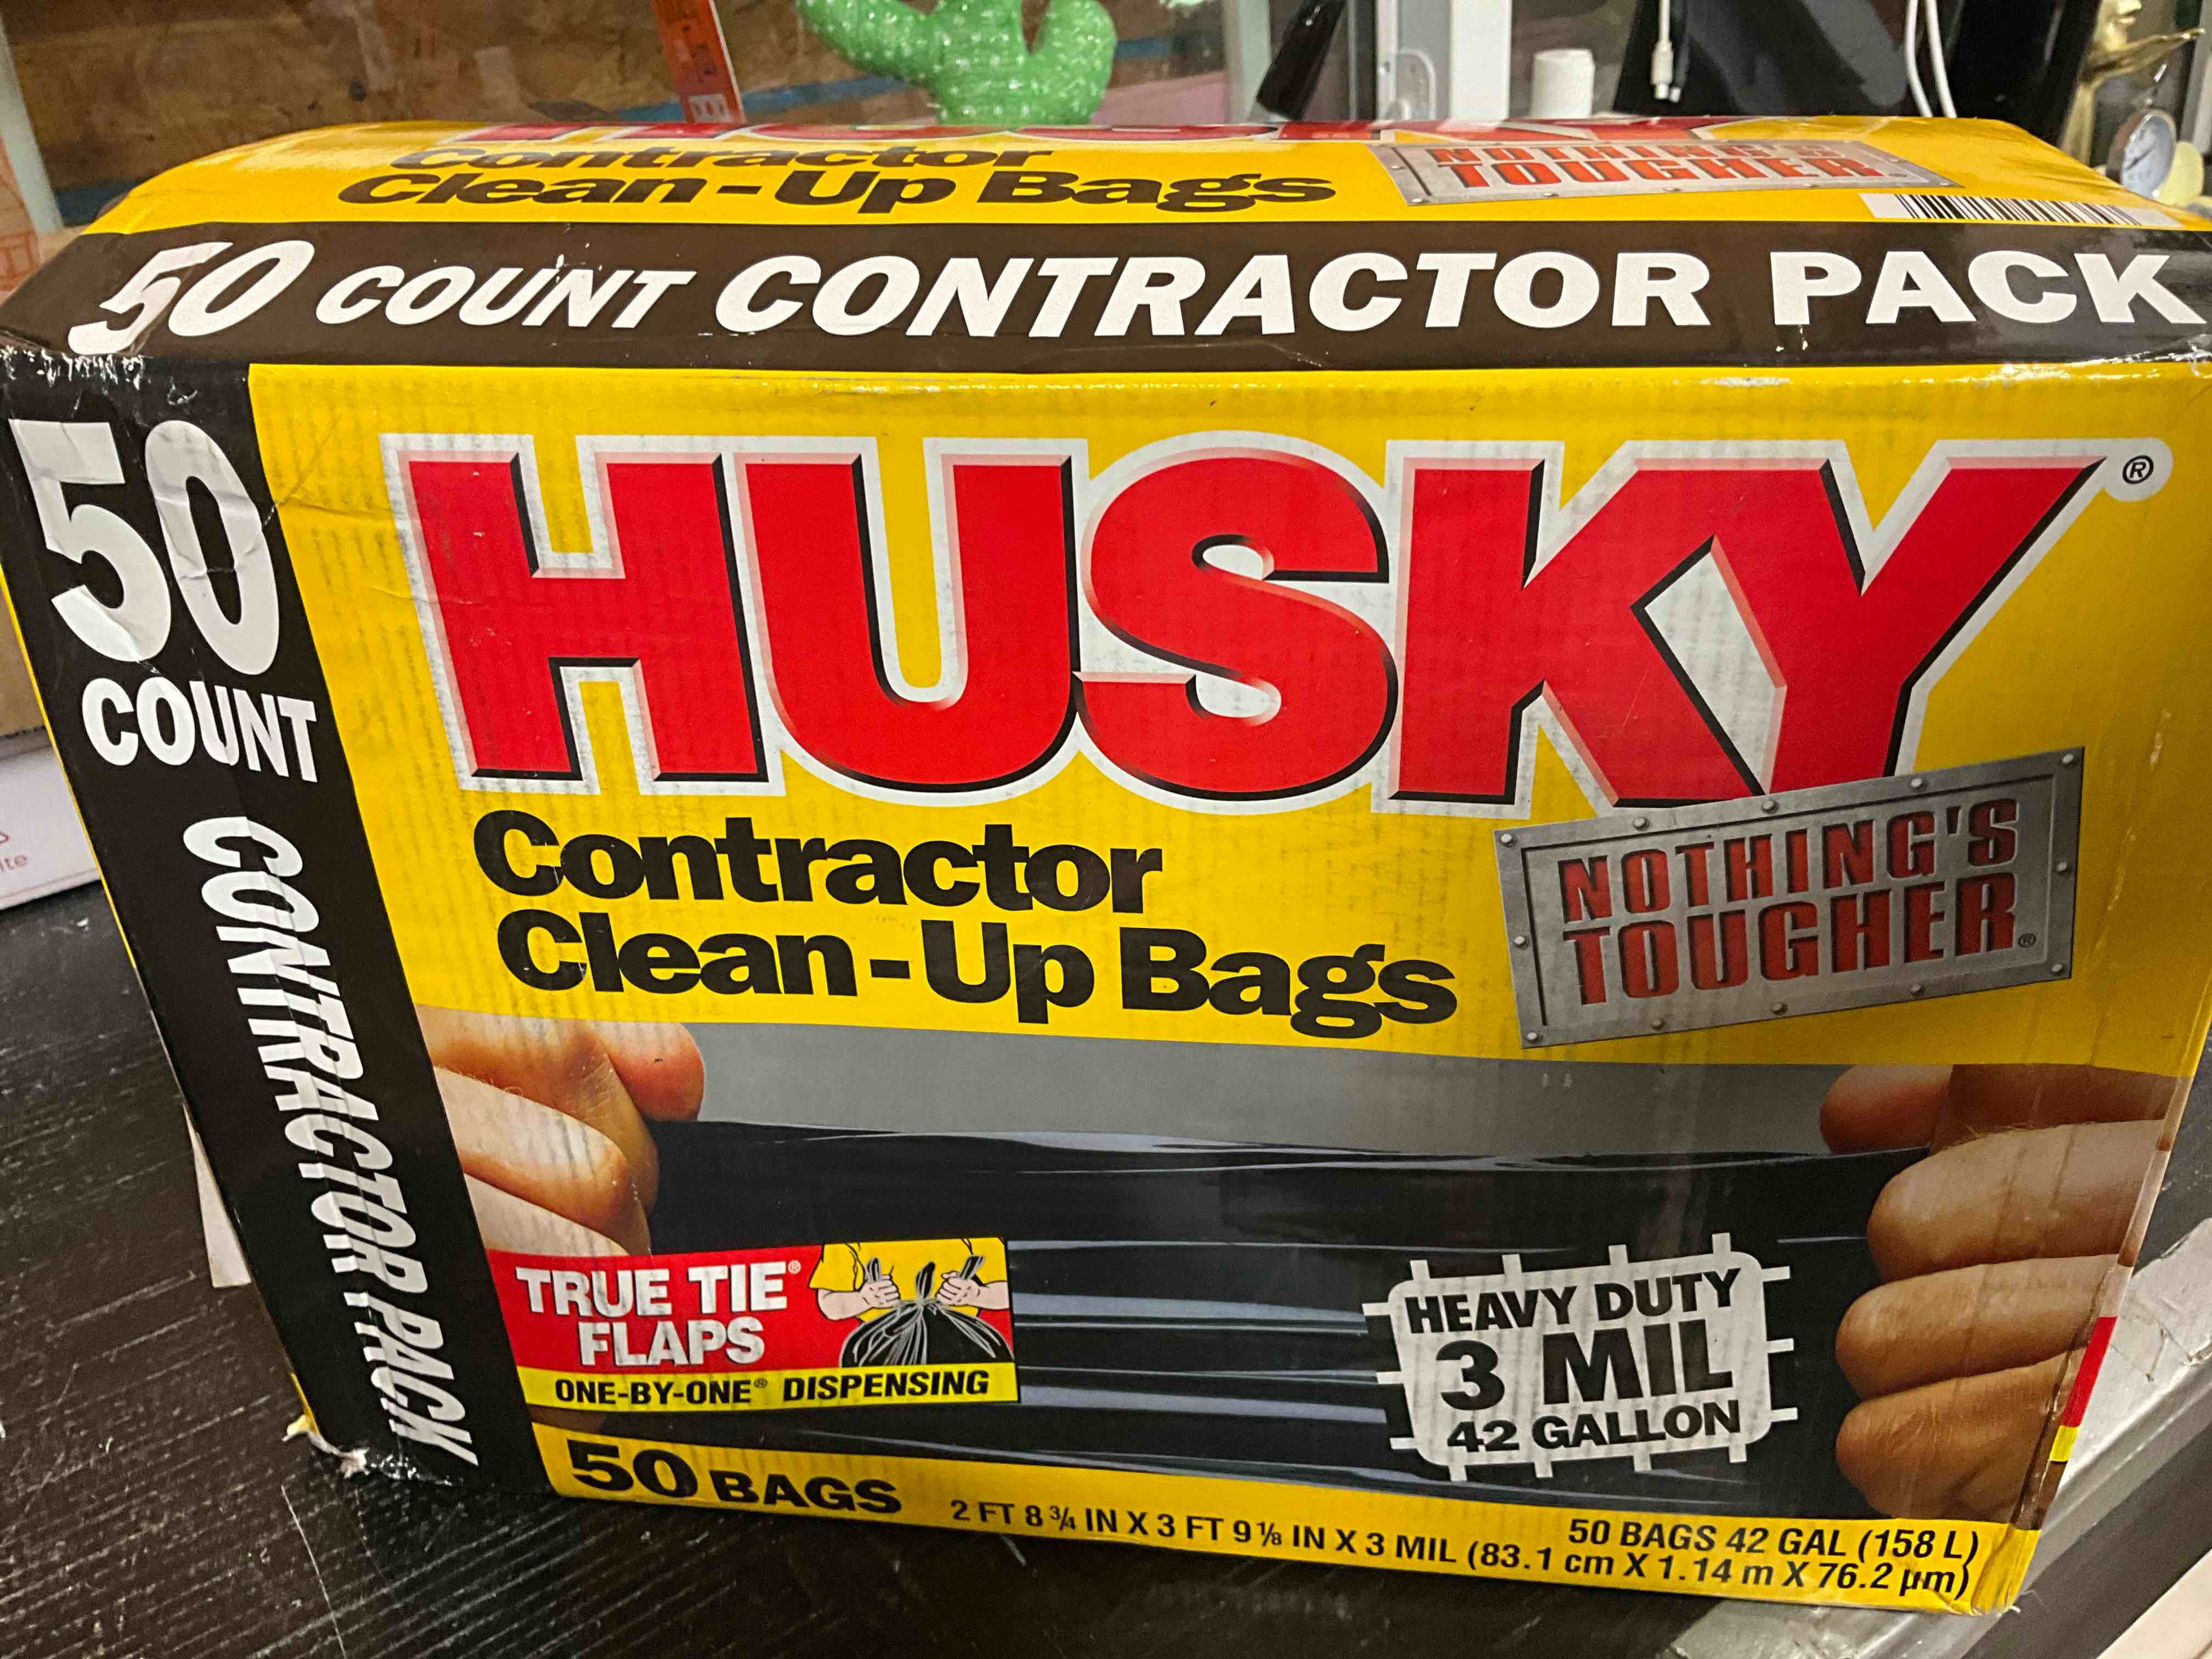 Contractor
Clean-Up Bags
NOTHING'S
TOUGHER
50 COUNT CONTRACTOR PACK
50
COUNT
CONTRACTOR PACK
HUSKY®
Contractor
Clean-Up Bags
NOTHING'S
TOUGHER®
TRUE TIE®
FLAPS
ONE-BY-ONE® DISPENSING
HEAVY DUTY
3 MIL
42 GALLON
50 BAGS
50 BAGS 42 GAL (158 L)
2 FT 8 ¾ IN X 3 FT 9 ⅛ IN X 3 MIL (83.1 cm X 1.14 m X 76.2 µm)